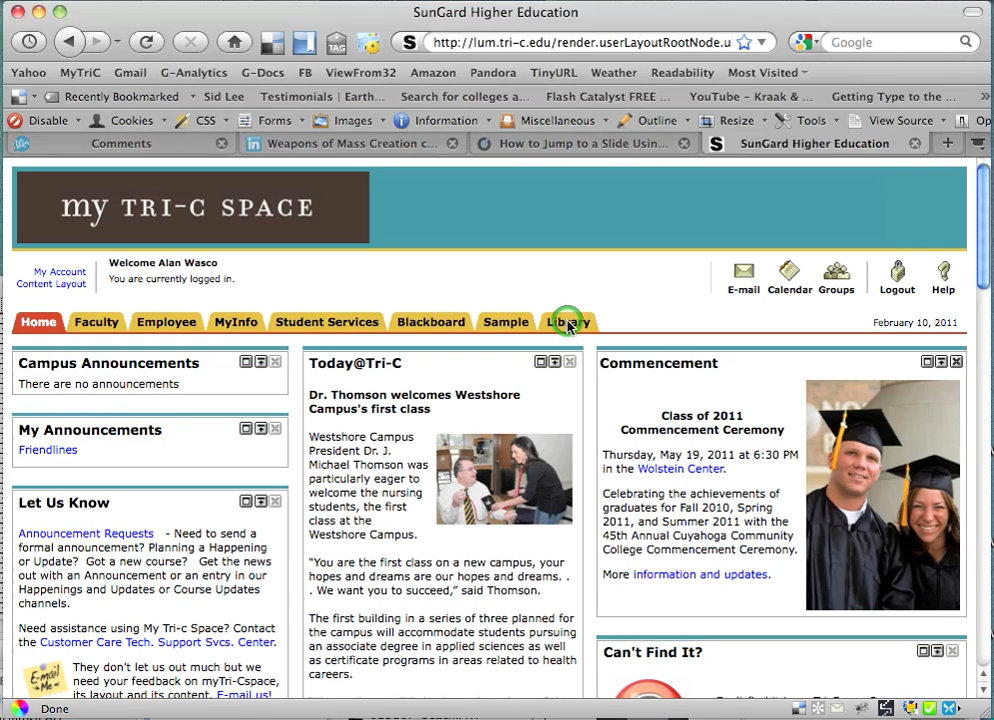 SunGard Higher Education
TAG
S
http://lum.tri-c.edu/render.userLayoutRootNode.u
Google
Yahoo MyTriC Gmail G-Analytics G-Docs FB ViewFrom32 Amazon Pandora TinyURL Weather Readability Most Visited
Recently Bookmarked Sid Lee Testimonials | Earth... Search for colleges a... Flash Catalyst FREE ... YouTube - Kraak & ... Getting Type to the ... »
Disable Cookies CSS Forms Images Information Miscellaneous Outline Resize Tools View Source Op
Comments Weapons of Mass Creation c... How to Jump to a Slide Usin... S SunGard Higher Education
my TRI-C SPACE
My Account
Content Layout
Welcome Alan Wasco
You are currently logged in.
E-mail Calendar Groups Logout Help
Home Faculty Employee MyInfo Student Services Blackboard Sample Library February 10, 2011
Campus Announcements
There are no announcements
My Announcements
Friendlines
Let Us Know
Announcement Requests - Need to send a
formal announcement? Planning a Happening
or Update? Got a new course? Get the news
out with an Announcement or an entry in our
Happenings and Updates or Course Updates
channels.
Need assistance using My Tri-c Space? Contact
the Customer Care Tech. Support Svcs. Center.
E-mail
Me
They don't let us out much but we
need your feedback on myTri-Cspace,
its layout and its content. E-mail us!
Today@Tri-C
Dr. Thomson welcomes Westshore
Campus's first class
Westshore Campus
President Dr. J.
Michael Thomson was
particularly eager to
welcome the nursing
students, the first
class at the
Westshore Campus.
"You are the first class on a new campus, your
hopes and dreams are our hopes and dreams. . .
. We want you to succeed," said Thomson.
The first building in a series of three planned for
the campus will accommodate students pursuing
an associate degree in applied sciences as well
as certificate programs in areas related to health
careers.
Commencement
Class of 2011
Commencement Ceremony
Thursday, May 19, 2011 at 6:30 PM
in the Wolstein Center.
Celebrating the achievements of
graduates for Fall 2010, Spring
2011, and Summer 2011 with the
45th Annual Cuyahoga Community
College Commencement Ceremony.
More information and updates.
Can't Find It?
Done